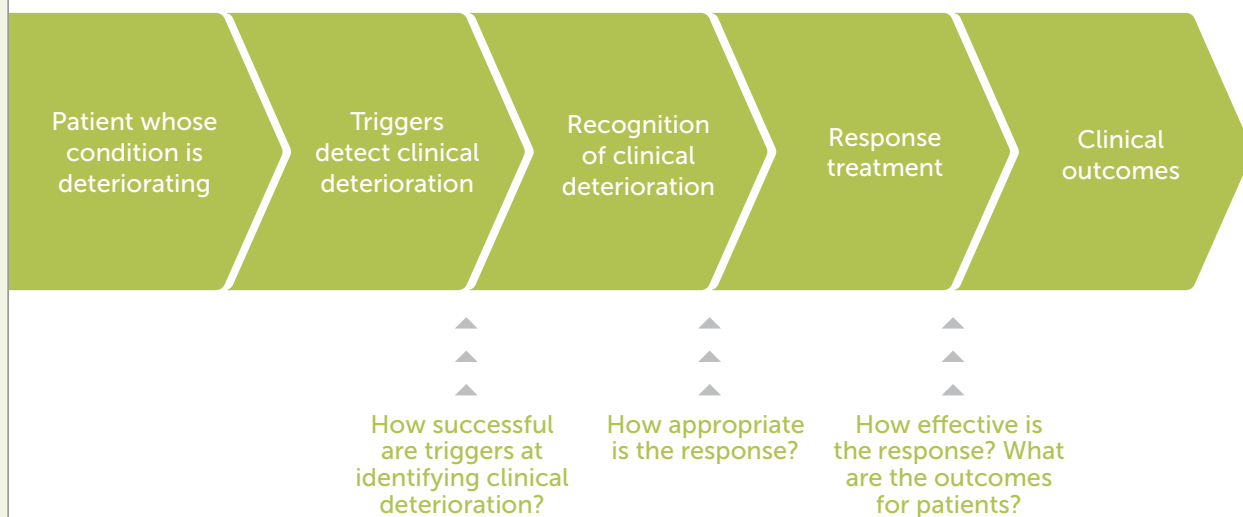 Patient whose
condition is
deteriorating
Triggers
detect clinical
deterioration
Recognition
of clinical
deterioration
Response
treatment
Clinical
outcomes
How successful
are triggers at
identifying clinical
deterioration?
How appropriate
is the response?
How effective is
the response? What
are the outcomes
for patients?